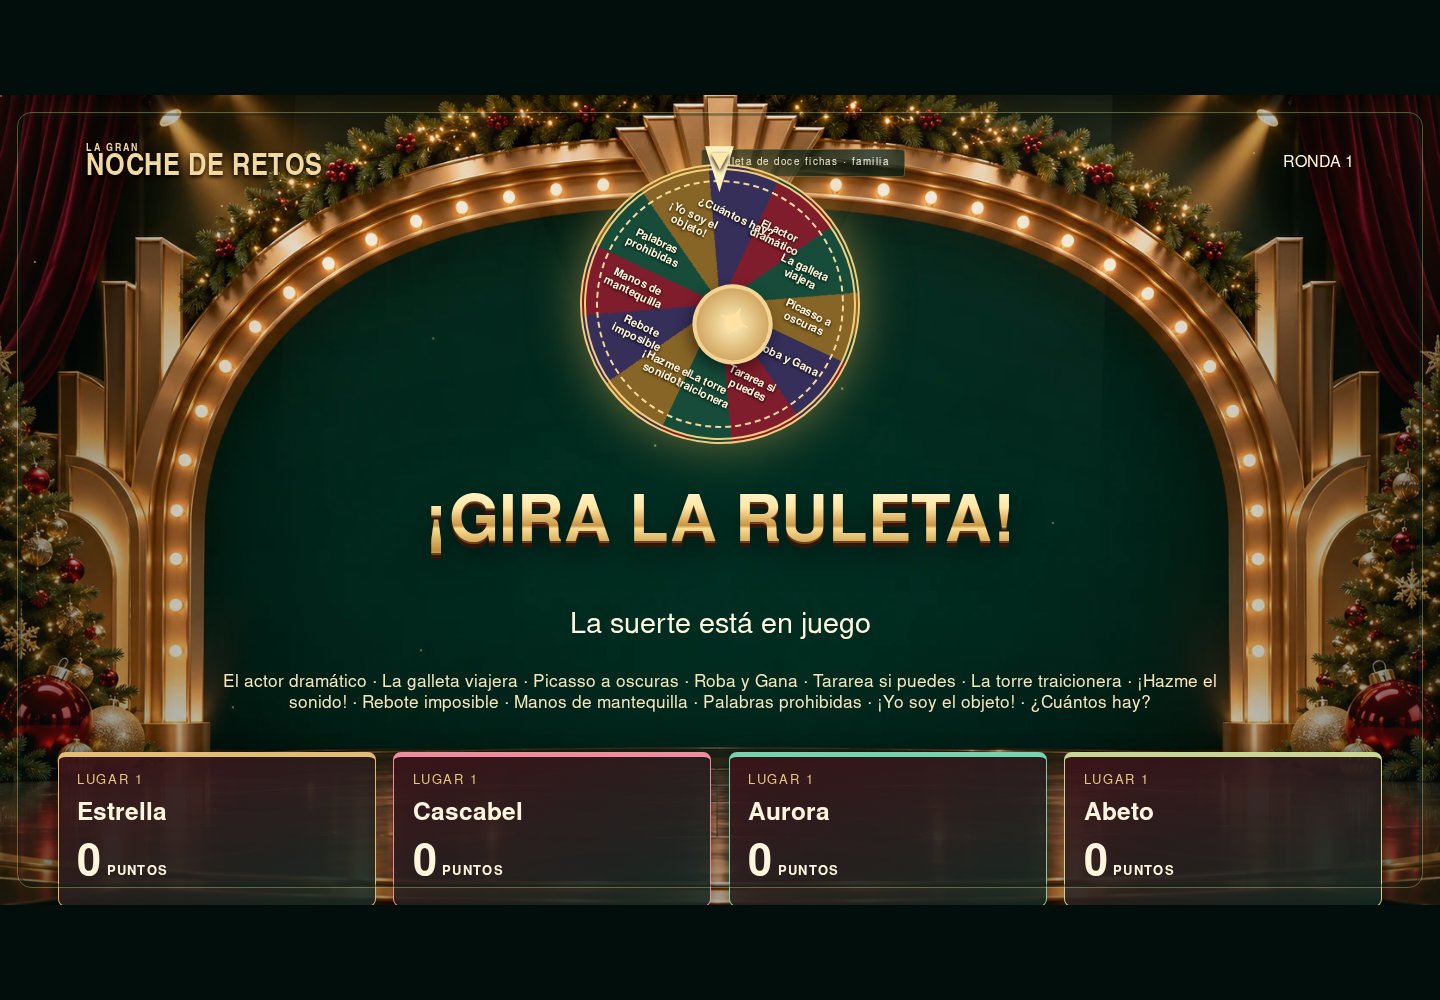 LA GRAN
NOCHE DE RETOS
de doce fichas · familia
RONDA 1
¿Cuántos hay?
El actor
dramático
La galleta
viajera
Picasso a
oscuras
Roba y Gana
Tararea si
puedes
La torre
traicionera
¡Hazme el
sonido!
Rebote
imposible
Manos de
mantequilla
Palabras
prohibidas
¡Yo soy el
objeto!
¡GIRA LA RULETA!
La suerte está en juego
El actor dramático · La galleta viajera · Picasso a oscuras · Roba y Gana · Tararea si puedes · La torre traicionera · ¡Hazme el
sonido! · Rebote imposible · Manos de mantequilla · Palabras prohibidas · ¡Yo soy el objeto! · ¿Cuántos hay?
LUGAR 1
Estrella
0 PUNTOS
LUGAR 1
Cascabel
0 PUNTOS
LUGAR 1
Aurora
0 PUNTOS
LUGAR 1
Abeto
0 PUNTOS